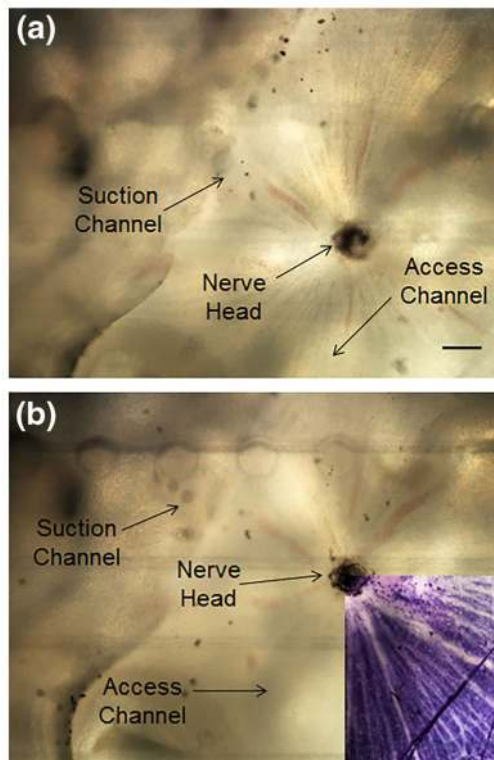 (a)
Suction
Channel
Nerve
Head
Access
Channel
(b)
Suction
Channel
Nerve
Head
Access
Channel